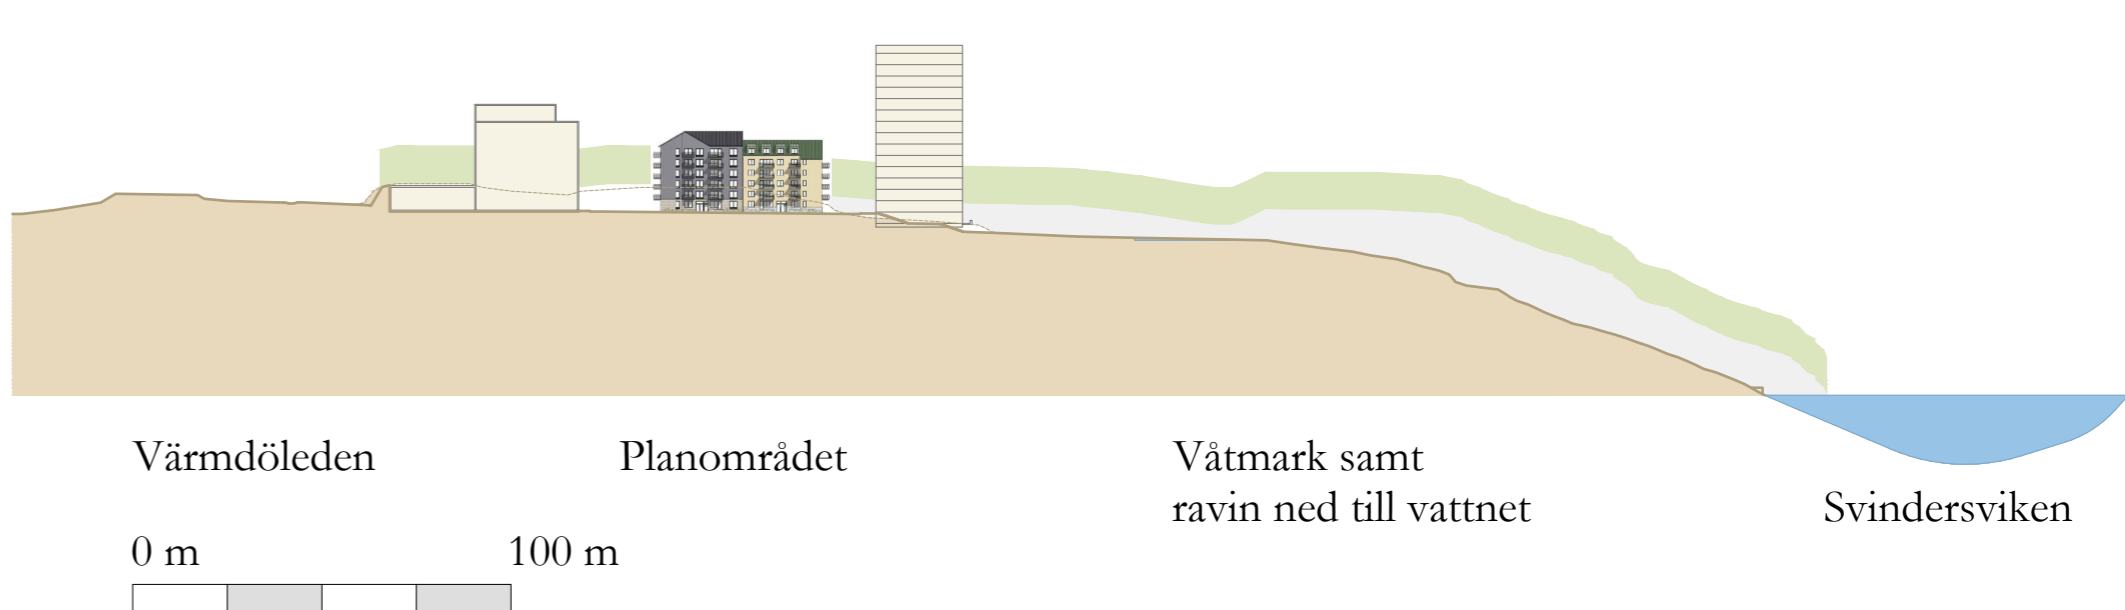 Värmdöleden
Planområdet
Våtmark samt
ravin ned till vattnet
Svindersviken
0 m
100 m